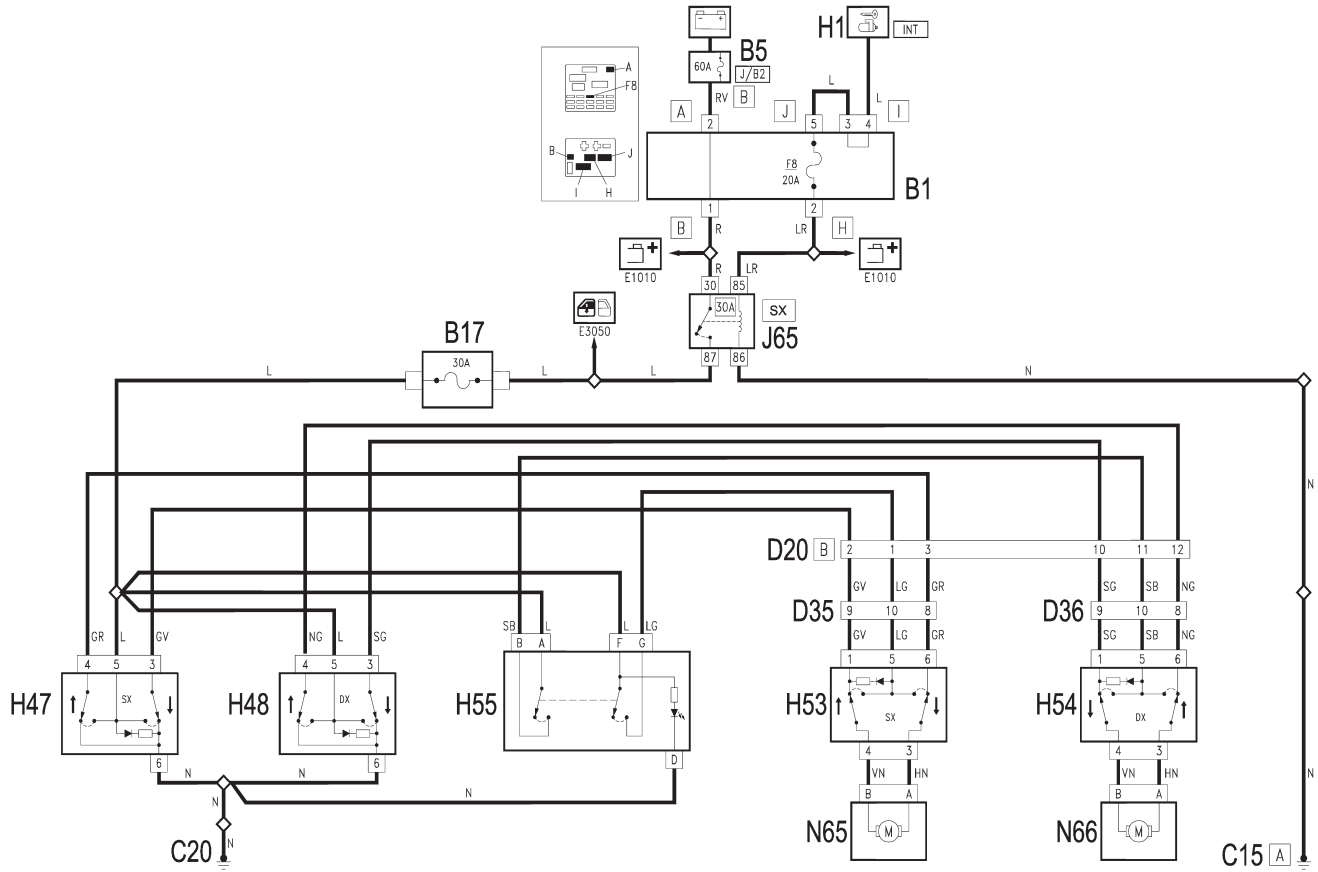 - +
B5
60A
J/B2
RV
B
H1
INT
L
L
A
F8
B
J
I
H
A
J
I
2
5
3
4
F8
20A
B1
1
2
B
R
LR
H
+
E1010
+
E1010
R
LR
30
85
30A
SX
J65
87
86
E3050
B17
30A
L
L
L
N
N
D20
B
2
1
3
10
11
12
GV
LG
GR
SG
SB
NG
D35
9
10
8
D36
9
10
8
GV
LG
GR
SG
SB
NG
GR
L
GV
NG
L
SG
SB
L
L
LG
4
5
3
4
5
3
B
A
F
G
1
5
6
1
5
6
H47
SX
H48
DX
H55
H53
SX
H54
DX
6
6
D
4
3
4
3
N
N
N
N
VN
HN
VN
HN
B
A
B
A
N
N
C20
N65
M
N66
M
C15
A